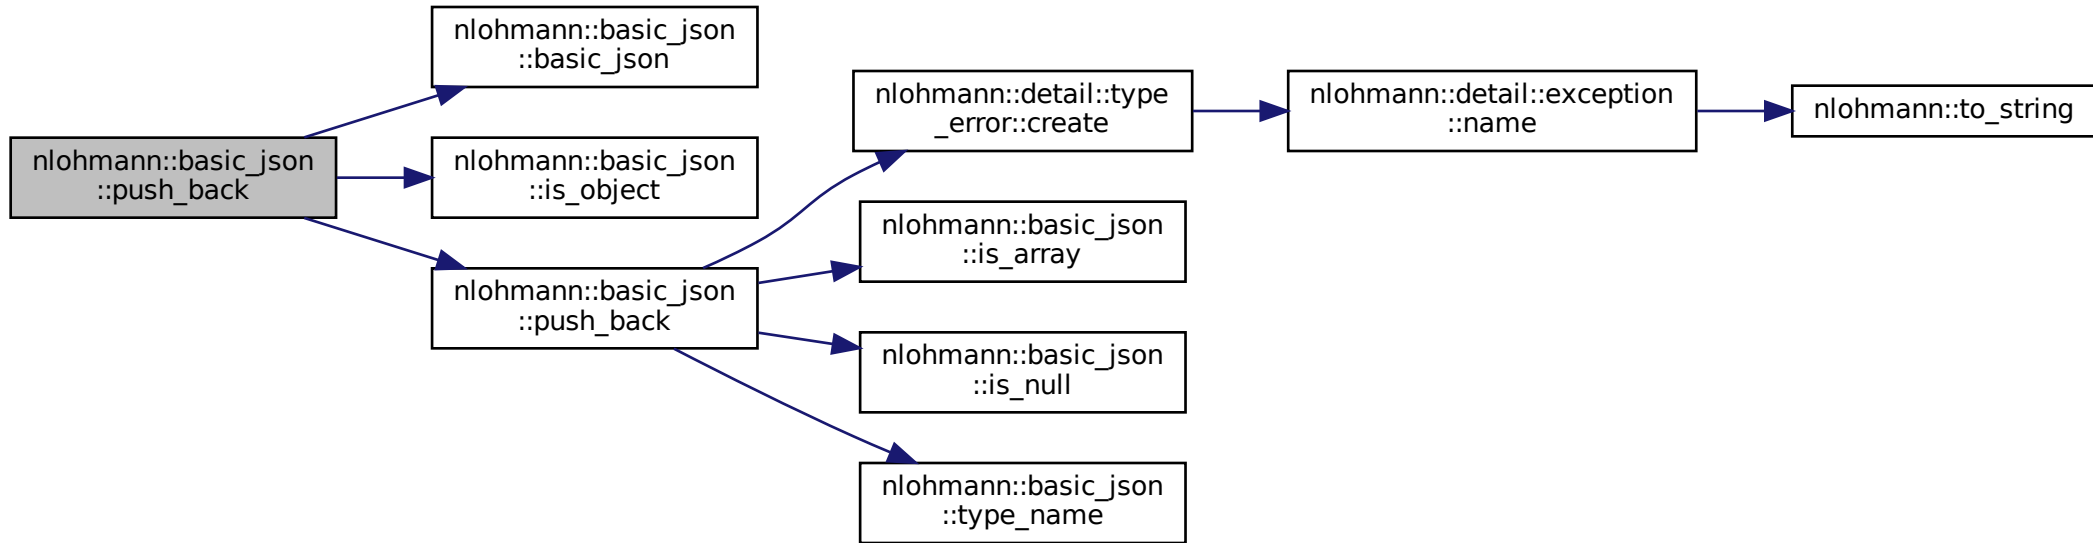 nlohmann::basic_json
::push_back
nlohmann::basic_json
::basic_json
nlohmann::basic_json
::is_object
nlohmann::basic_json
::push_back
nlohmann::detail::type
_error::create
nlohmann::basic_json
::is_array
nlohmann::basic_json
::is_null
nlohmann::basic_json
::type_name
nlohmann::detail::exception
::name
nlohmann::to_string